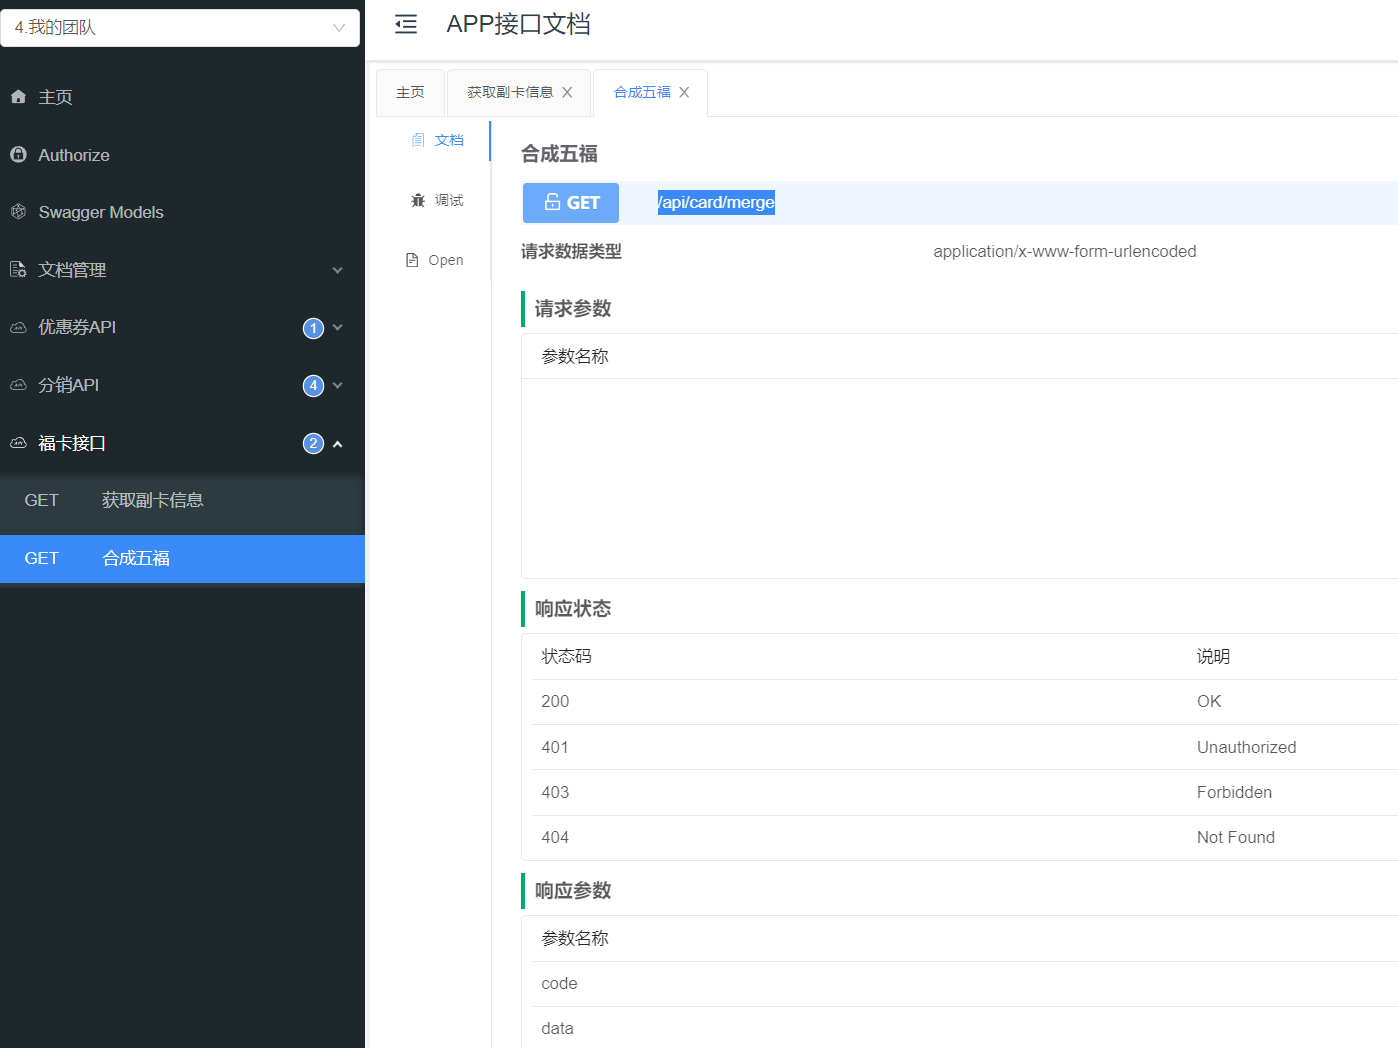 4.我的团队
主页
Authorize
Swagger Models
文档管理
优惠券API 1
分销API 4
福卡接口 2
GET 获取副卡信息
GET 合成五福
APP接口文档
主页 获取副卡信息 合成五福
文档
调试
Open
合成五福
GET /api/card/merge
请求数据类型 application/x-www-form-urlencoded
请求参数
参数名称
响应状态
状态码 说明
200 OK
401 Unauthorized
403 Forbidden
404 Not Found
响应参数
参数名称
code
data